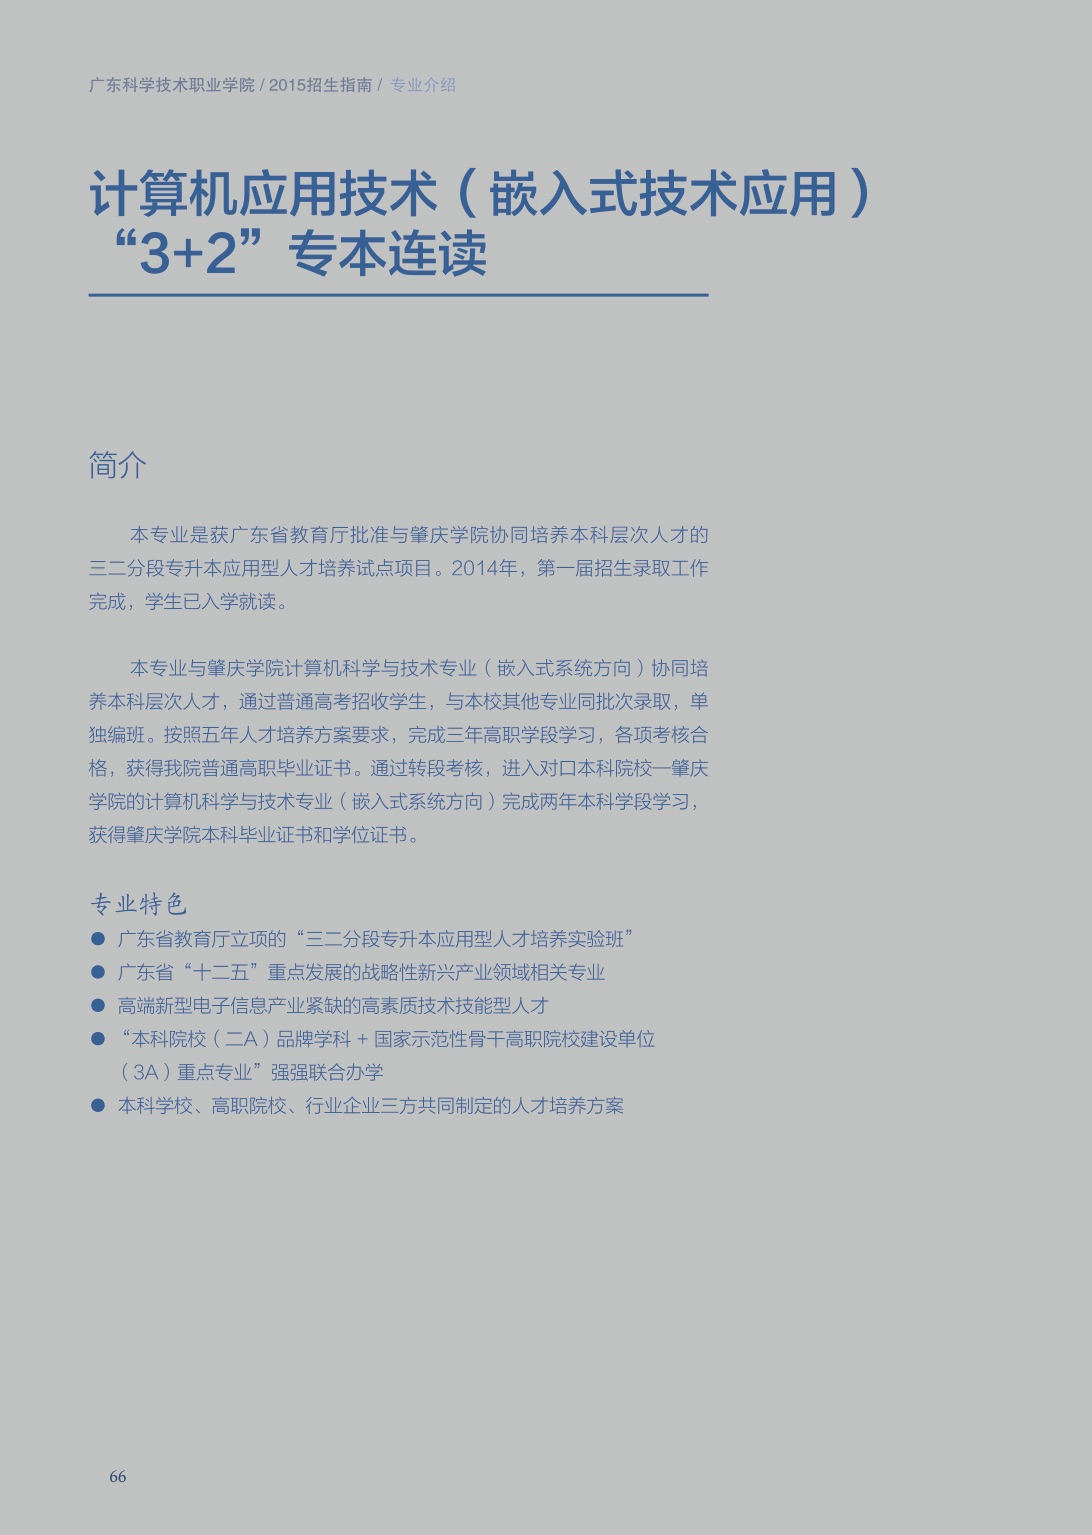 广东科学技术职业学院 / 2015招生指南 / 专业介绍
计算机应用技术（嵌入式技术应用）
“3+2”专本连读
简介
本专业是获广东省教育厅批准与肇庆学院协同培养本科层次人才的
三二分段专升本应用型人才培养试点项目。2014年，第一届招生录取工作
完成，学生已入学就读。
本专业与肇庆学院计算机科学与技术专业（嵌入式系统方向）协同培
养本科层次人才，通过普通高考招收学生，与本校其他专业同批次录取，单
独编班。按照五年人才培养方案要求，完成三年高职学段学习，各项考核合
格，获得我院普通高职毕业证书。通过转段考核，进入对口本科院校—肇庆
学院的计算机科学与技术专业（嵌入式系统方向）完成两年本科学段学习，
获得肇庆学院本科毕业证书和学位证书。
专业特色
● 广东省教育厅立项的“三二分段专升本应用型人才培养实验班”
● 广东省“十二五”重点发展的战略性新兴产业领域相关专业
● 高端新型电子信息产业紧缺的高素质技术技能型人才
● “本科院校（二A）品牌学科 + 国家示范性骨干高职院校建设单位
（3A）重点专业”强强联合办学
● 本科学校、高职院校、行业企业三方共同制定的人才培养方案
66